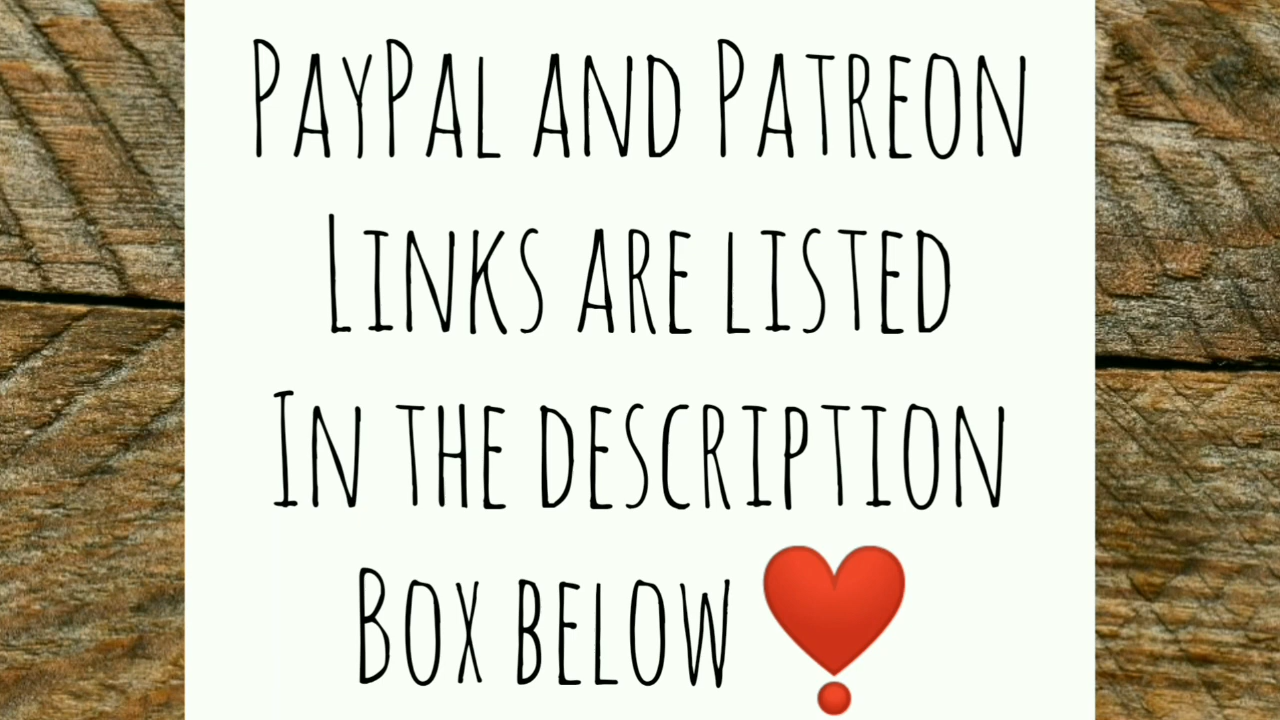 PayPal and Patreon
Links are listed
In the description
Box below ❣